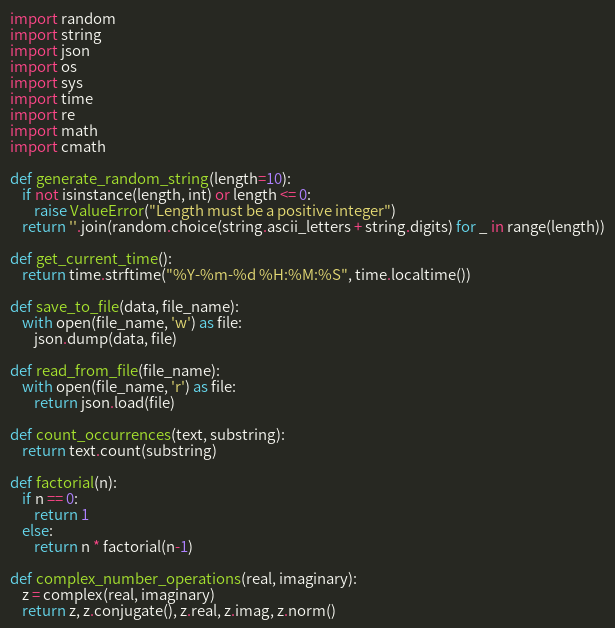 import random
import string
import json
import os
import sys
import time
import re
import math
import cmath

def generate_random_string(length=10):
    if not isinstance(length, int) or length <= 0:
        raise ValueError("Length must be a positive integer")
    return ''.join(random.choice(string.ascii_letters + string.digits) for _ in range(length))

def get_current_time():
    return time.strftime("%Y-%m-%d %H:%M:%S", time.localtime())

def save_to_file(data, file_name):
    with open(file_name, 'w') as file:
        json.dump(data, file)

def read_from_file(file_name):
    with open(file_name, 'r') as file:
        return json.load(file)

def count_occurrences(text, substring):
    return text.count(substring)

def factorial(n):
    if n == 0:
        return 1
    else:
        return n * factorial(n-1)

def complex_number_operations(real, imaginary):
    z = complex(real, imaginary)
    return z, z.conjugate(), z.real, z.imag, z.norm()